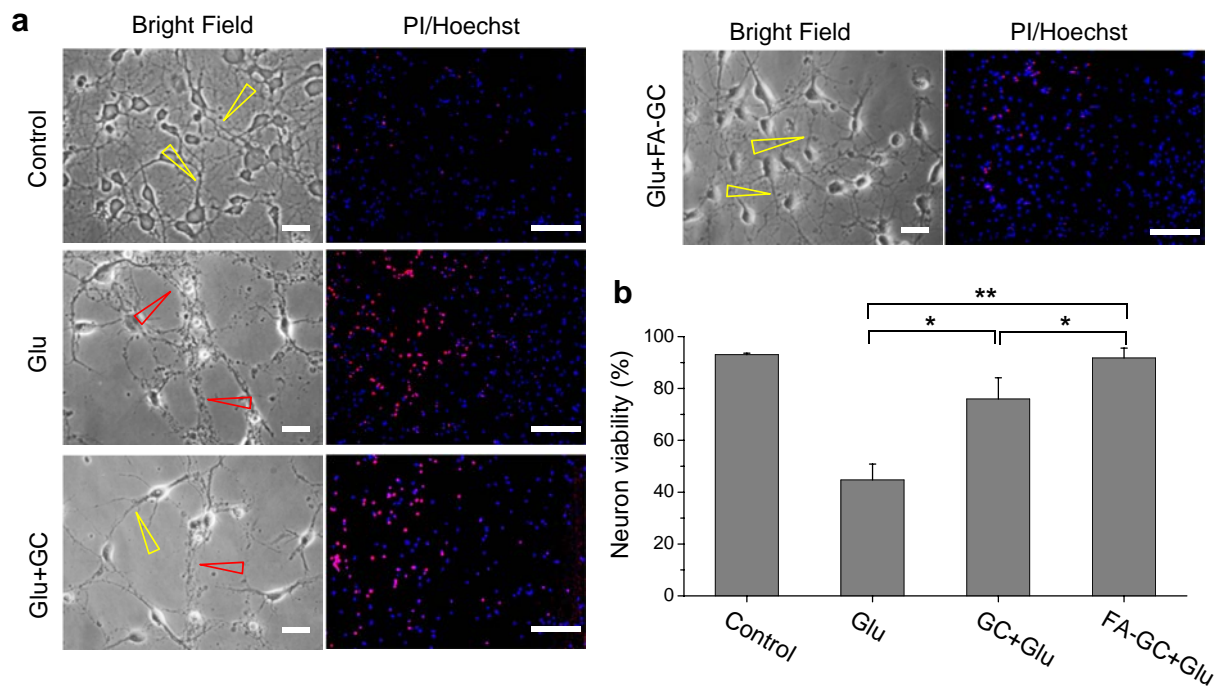 a
Bright Field PI/Hoechst
Control
Glu
Glu+GC
Bright Field PI/Hoechst
Glu+FA-GC
b
**
* *
Neuron viability (%)
100
80
60
40
20
0
Control
Glu
GC+Glu
FA-GC+Glu